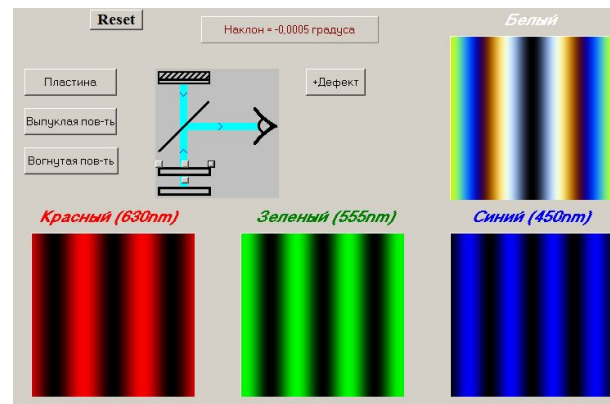 Reset
Наклон = -0,0005 градуса
Белый
Пластина
+Дефект
Выпуклая пов-ть
Вогнутая пов-ть
Красный (630nm)
Зеленый (555nm)
Синий (450nm)